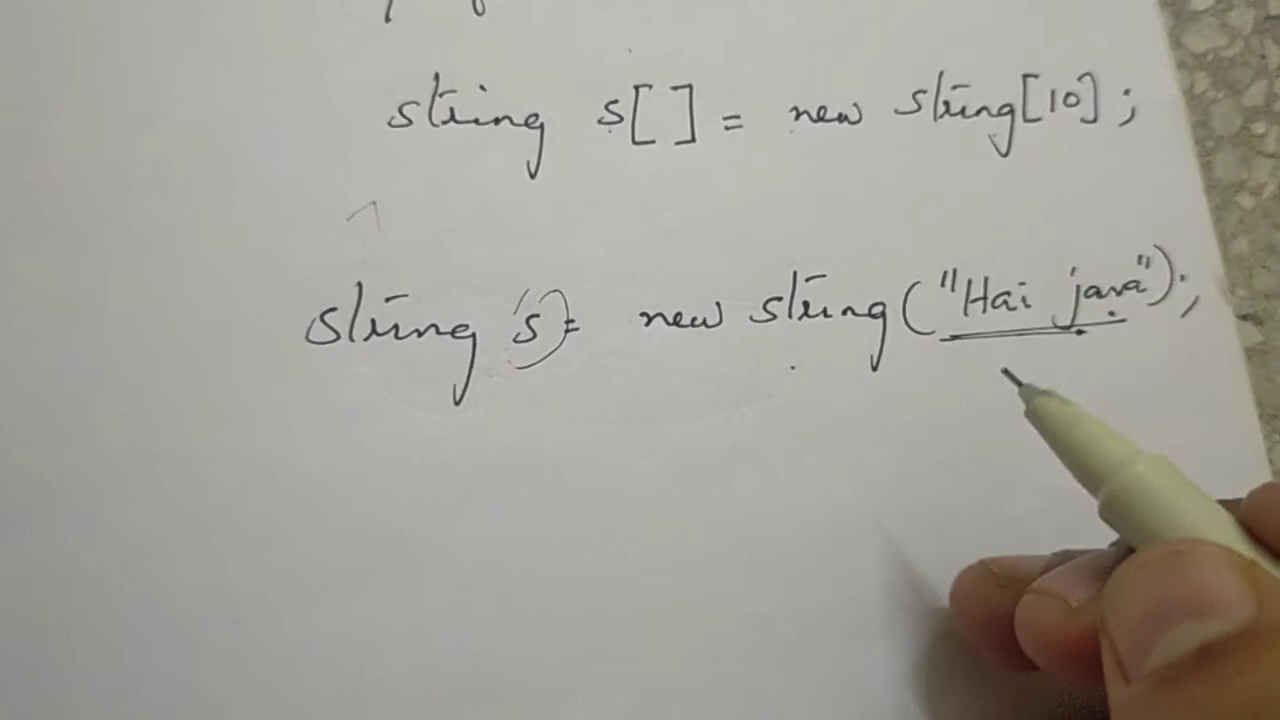 string s[] = new string[10];
string s = new string("Hai java");